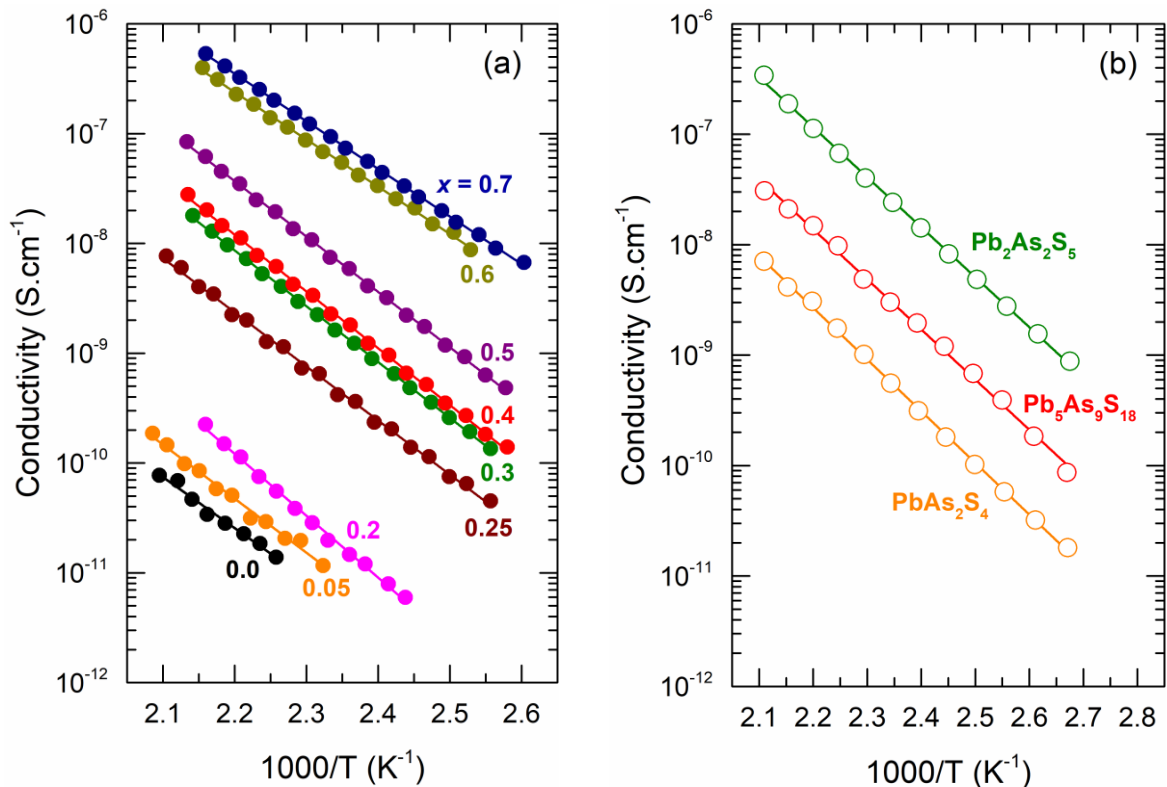 (a)
Conductivity (S.cm⁻¹)
10⁻⁶
10⁻⁷
10⁻⁸
10⁻⁹
10⁻¹⁰
10⁻¹¹
10⁻¹²
x = 0.7
0.6
0.5
0.4
0.3
0.25
0.2
0.05
0.0
2.1 2.2 2.3 2.4 2.5 2.6
1000/T (K⁻¹)
(b)
Conductivity (S.cm⁻¹)
10⁻⁶
10⁻⁷
10⁻⁸
10⁻⁹
10⁻¹⁰
10⁻¹¹
10⁻¹²
Pb₂As₂S₅
Pb₅As₉S₁₈
PbAs₂S₄
2.1 2.2 2.3 2.4 2.5 2.6 2.7 2.8
1000/T (K⁻¹)